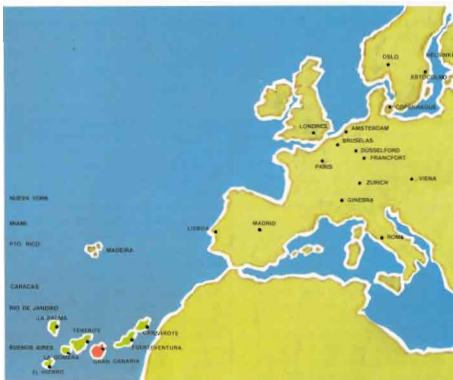 OSLO
HELSINKI
ESTOCOLMO
COPENHAGUE
LONDRES
AMSTERDAM
BRUSELAS
DÜSSELFORD
FRANCFORT
PARIS
ZURICH
VIENA
NUEVA YORK
GINEBRA
MIAMI
LISBOA
MADRID
ROMA
PTO. RICO
MADEIRA
CARACAS
RIO DE JANEIRO
LA PALMA
TENERIFE
LANZAROTE
BUENOS AIRES
FUERTEVENTURA
LA GOMERA
GRAN CANARIA
EL HIERRO